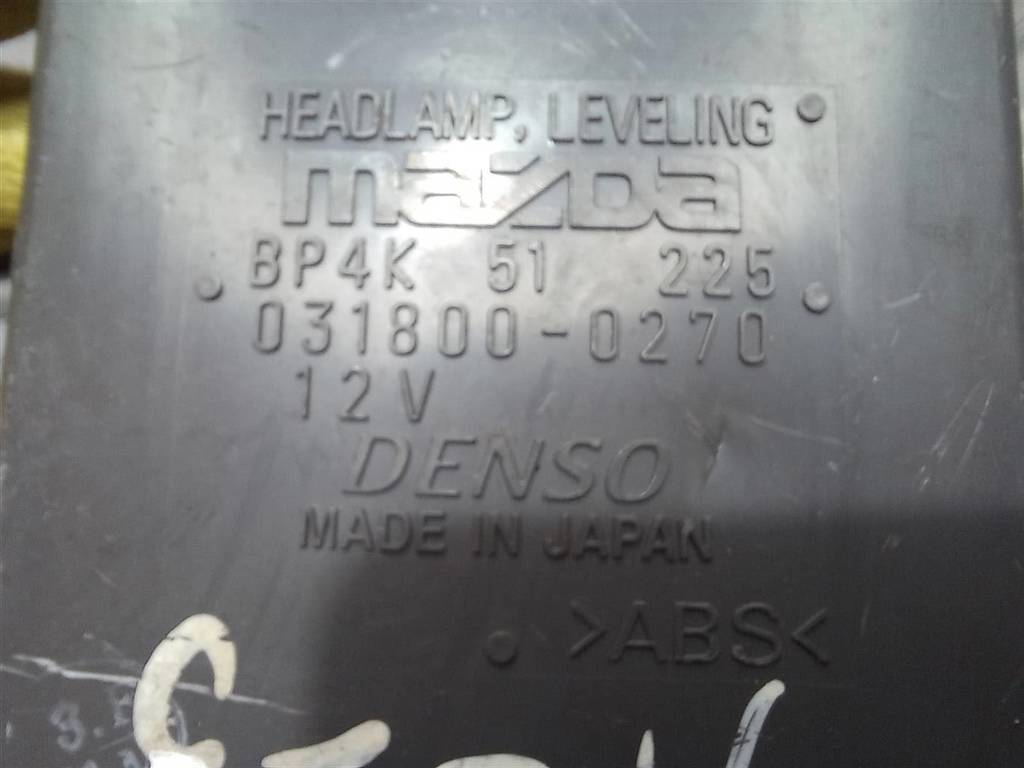 HEADLAMP, LEVELING
mazda
BP4K 51 225
031800-0270
12V
DENSO
MADE IN JAPAN
>ABS<